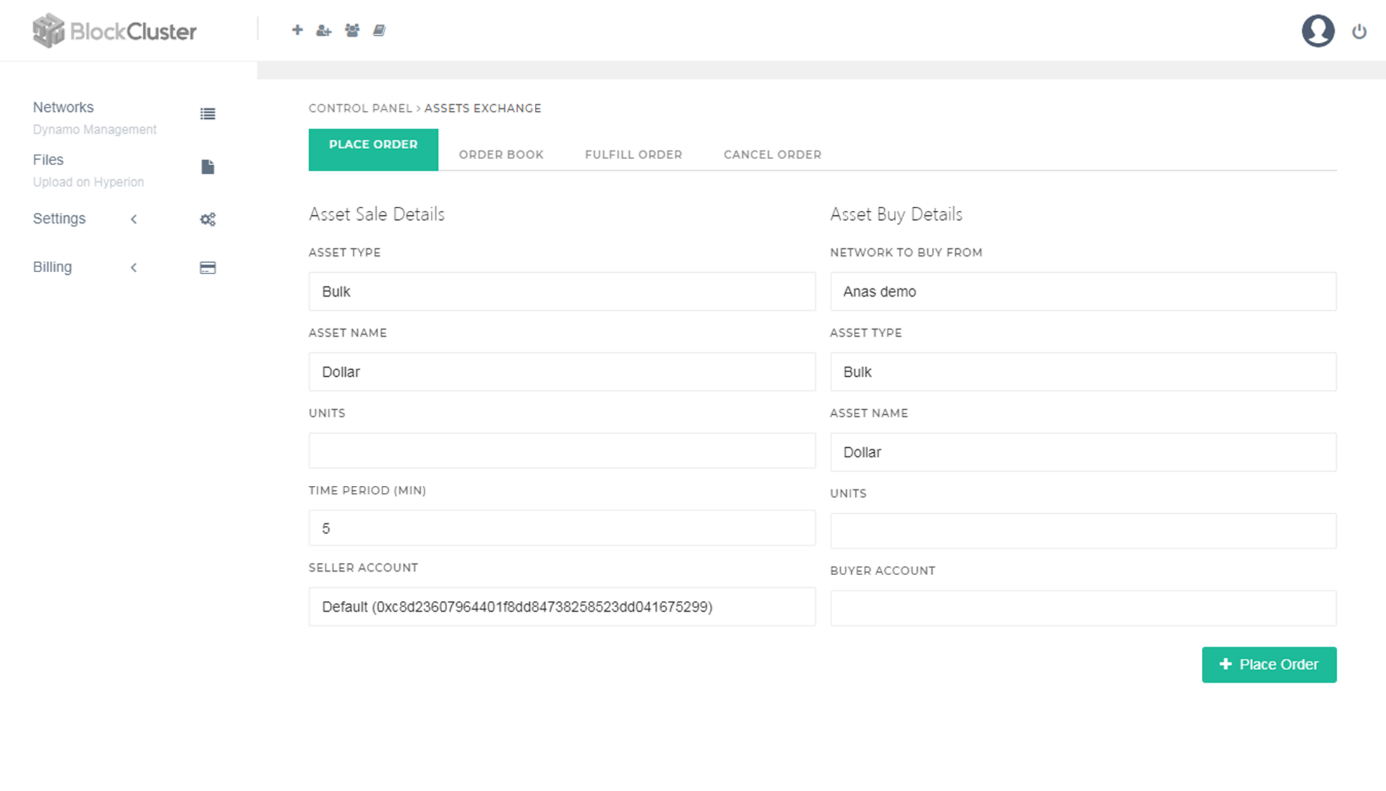 BlockCluster
Networks
Dynamo Management
Files
Upload on Hyperion
Settings
Billing
CONTROL PANEL > ASSETS EXCHANGE
PLACE ORDER
ORDER BOOK
FULFILL ORDER
CANCEL ORDER
Asset Sale Details
ASSET TYPE
Bulk
ASSET NAME
Dollar
UNITS
TIME PERIOD (MIN)
5
SELLER ACCOUNT
Default (0xc8d23607964401f8dd84738258523dd041675299)
Asset Buy Details
NETWORK TO BUY FROM
Anas demo
ASSET TYPE
Bulk
ASSET NAME
Dollar
UNITS
BUYER ACCOUNT
Place Order